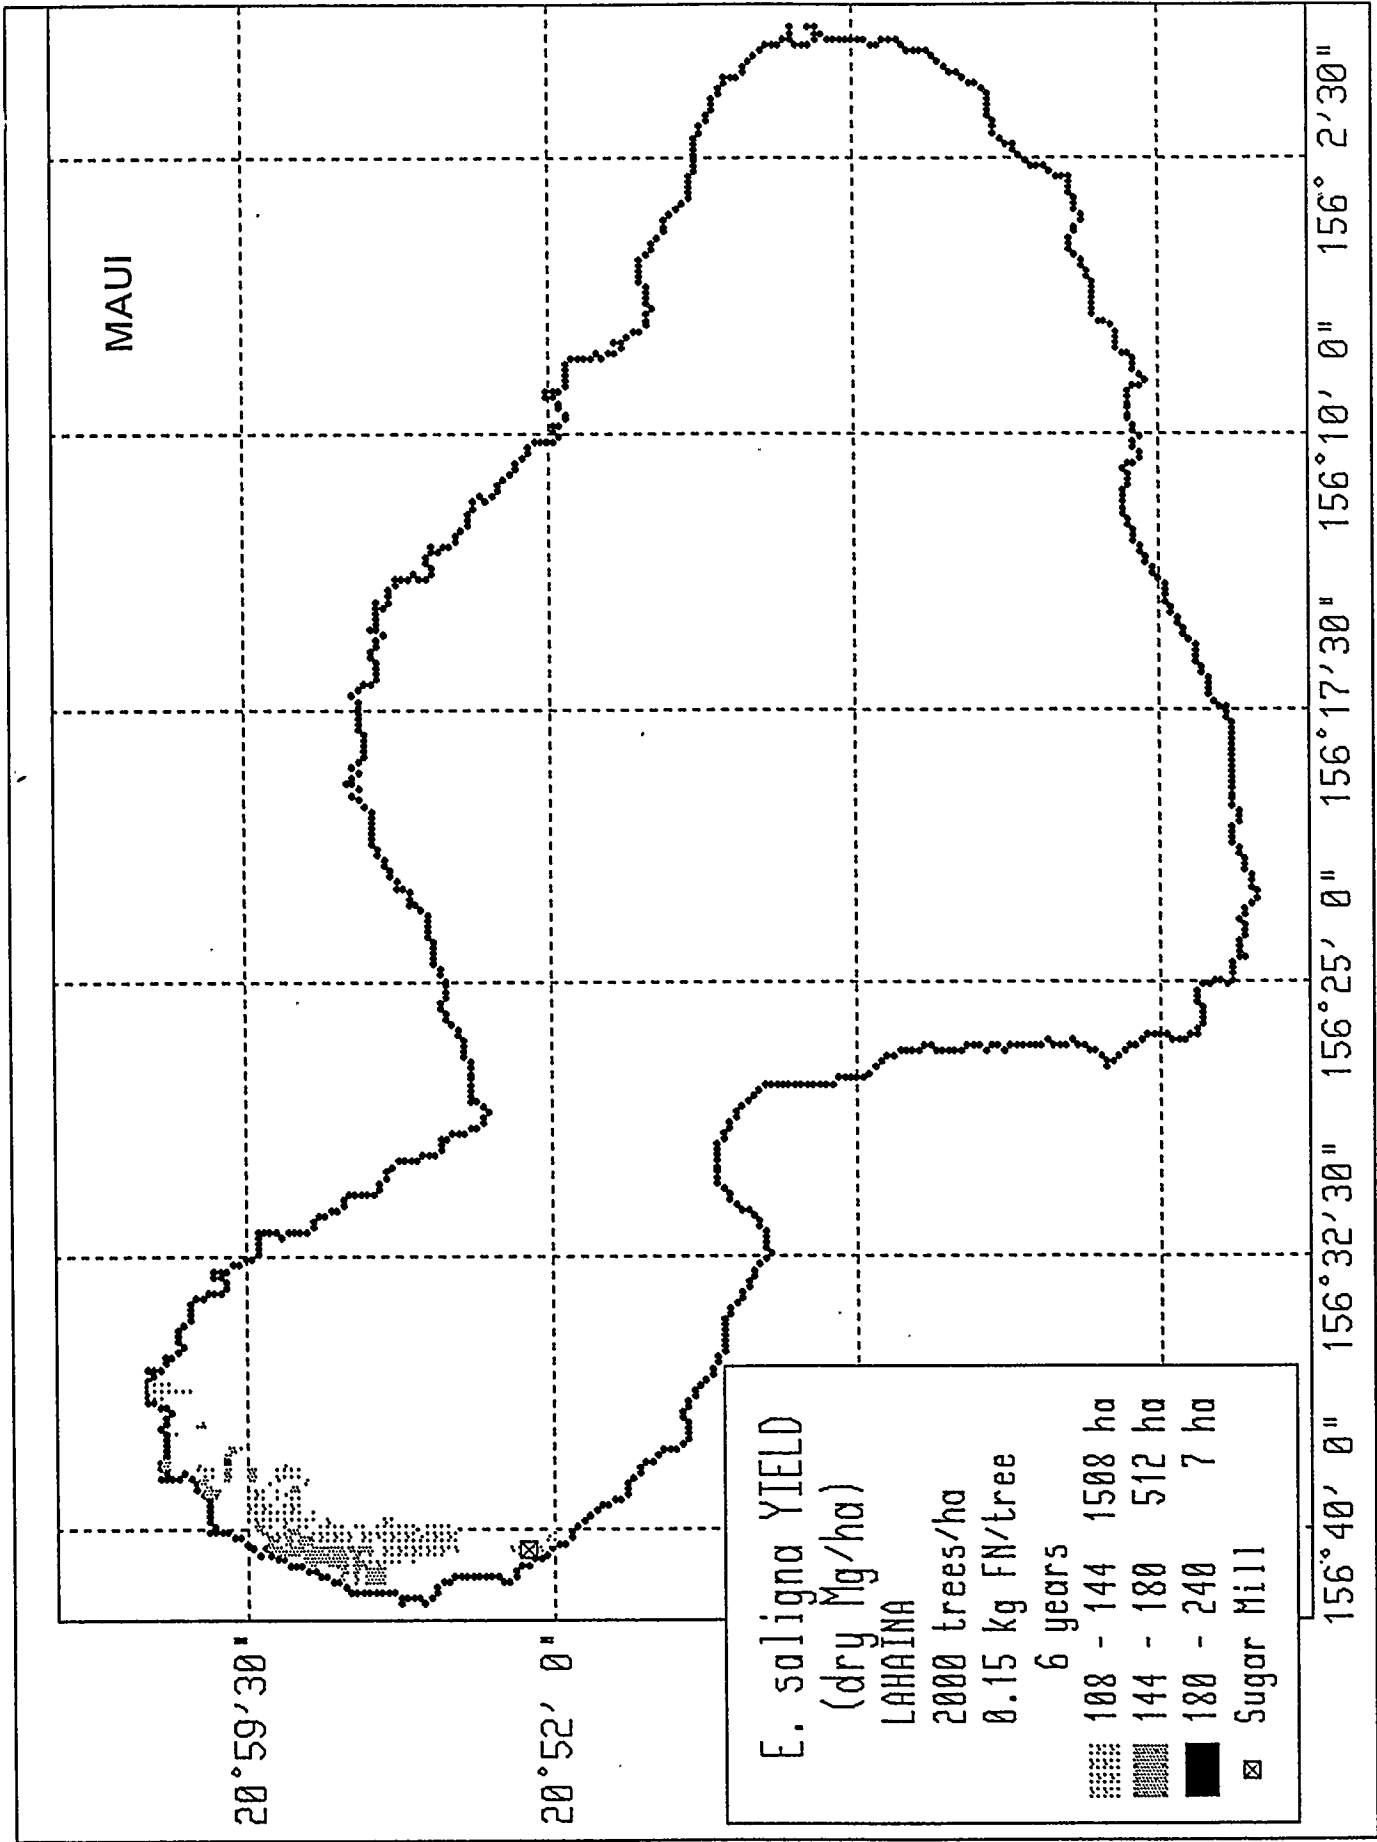 MAUI
20°59'30"
20°52' 0"
E. saligna YIELD
(dry Mg/ha)
LAHAINA
2000 trees/ha
0.15 kg FN/tree
6 years
108 - 144 1508 ha
144 - 180 512 ha
180 - 240 7 ha
Sugar Mill
156°40' 0" 156°32'30" 156°25' 0" 156°17'30" 156°10' 0" 156° 2'30"